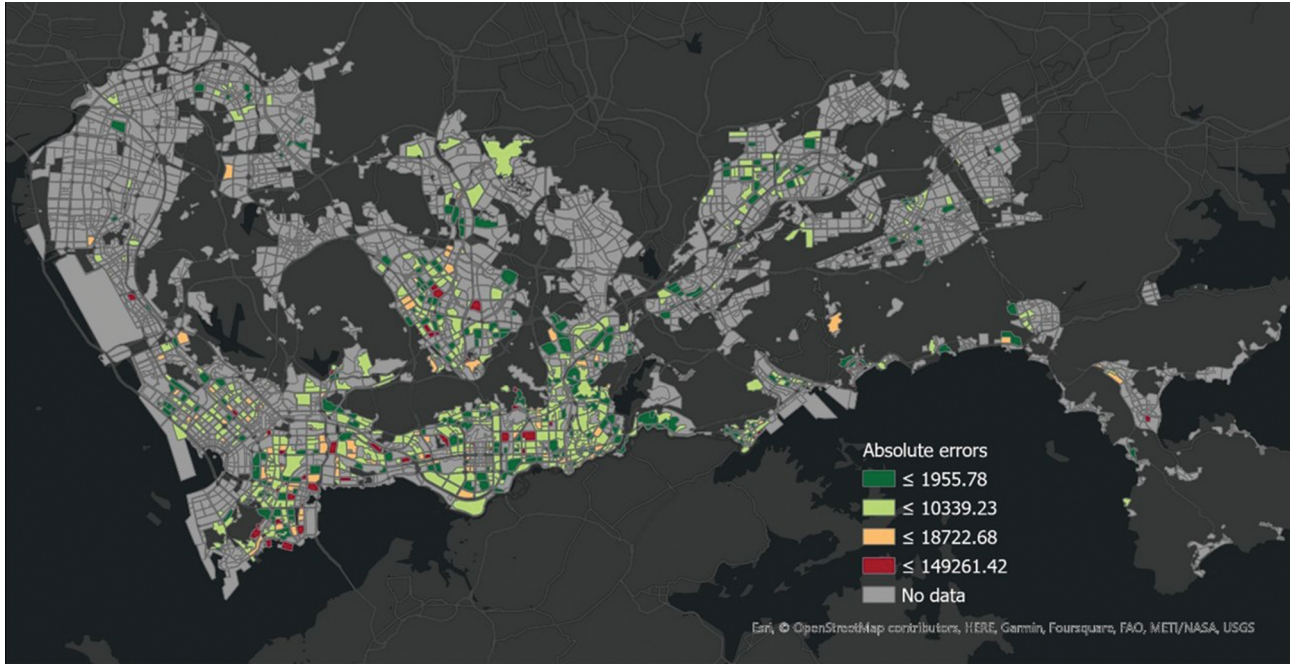 Absolute errors
≤ 1955.78
≤ 10339.23
≤ 18722.68
≤ 149261.42
No data
Esri, © OpenStreetMap contributors, HERE, Garmin, Foursquare, FAO, METI/NASA, USGS